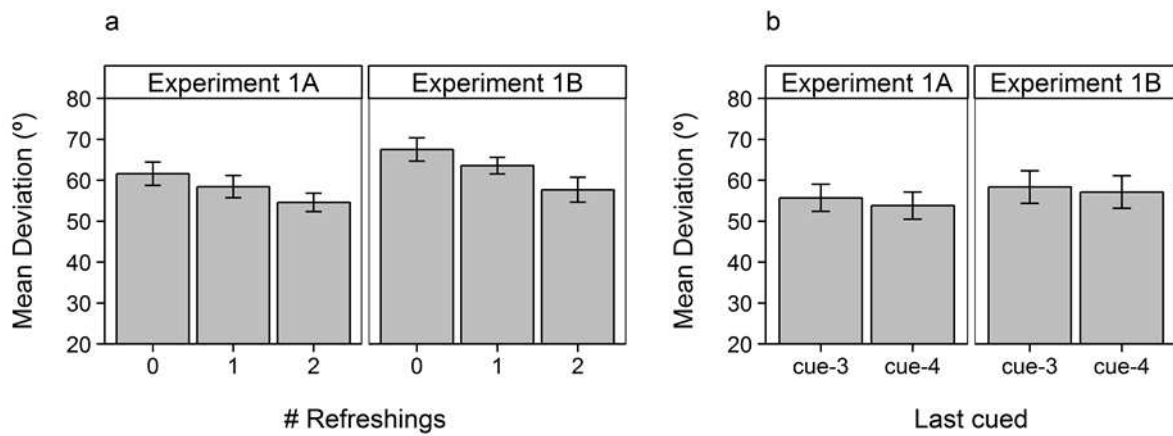 a
Experiment 1A Experiment 1B
Mean Deviation (º)
80
70
60
50
40
30
20
0 1 2 0 1 2
# Refreshings
b
Experiment 1A Experiment 1B
Mean Deviation (º)
80
70
60
50
40
30
20
cue-3 cue-4 cue-3 cue-4
Last cued